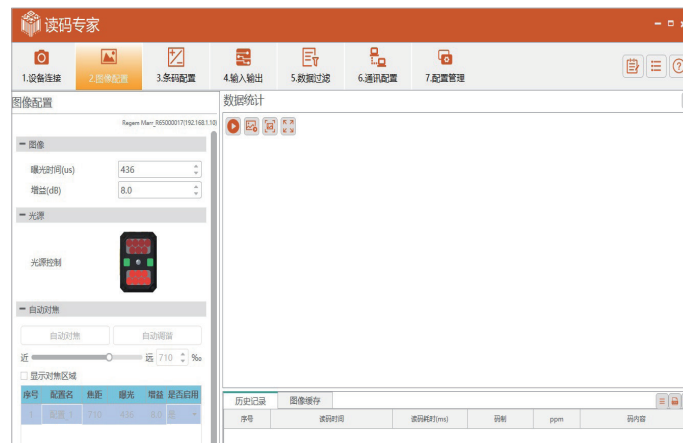 读码专家
1.设备连接 2.图像配置 3.条码配置 4.输入输出 5.数据过滤 6.通讯配置 7.配置管理
图像配置 数据统计
图像
曝光时间(us) 436
增益(dB) 8.0
光源
光源控制
自动对焦
自动对焦 自动调谐
近 远 710 ‰
显示对焦区域
序号 配置名 焦距 曝光 增益 是否启用
1 配置_1 710 436 8.0 是
历史记录 图像缓存
序号 读码时间 读码耗时(ms) 码制 ppm 码内容